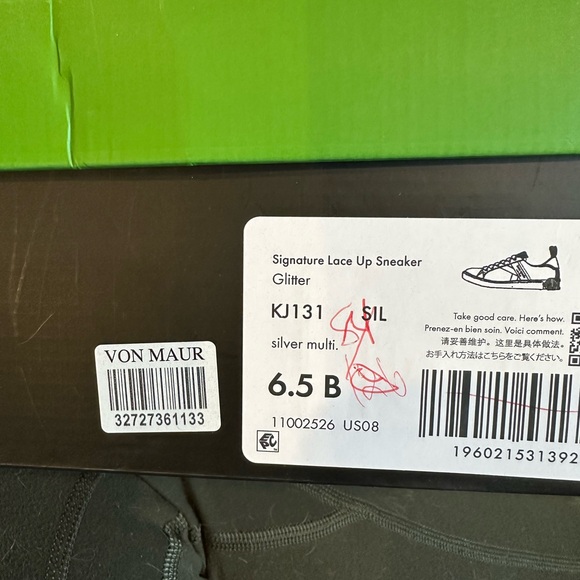 Signature Lace Up Sneaker
Glitter
KJ131 SIL
silver multi.
6.5 B
11002526 US08
Take good care. Here's how.
Prenez-en bien soin. Voici comment.
请妥善维护。这里是具体做法。
お手入れ方法はこちらをご覧ください。
196021531392
VON MAUR
32727361133